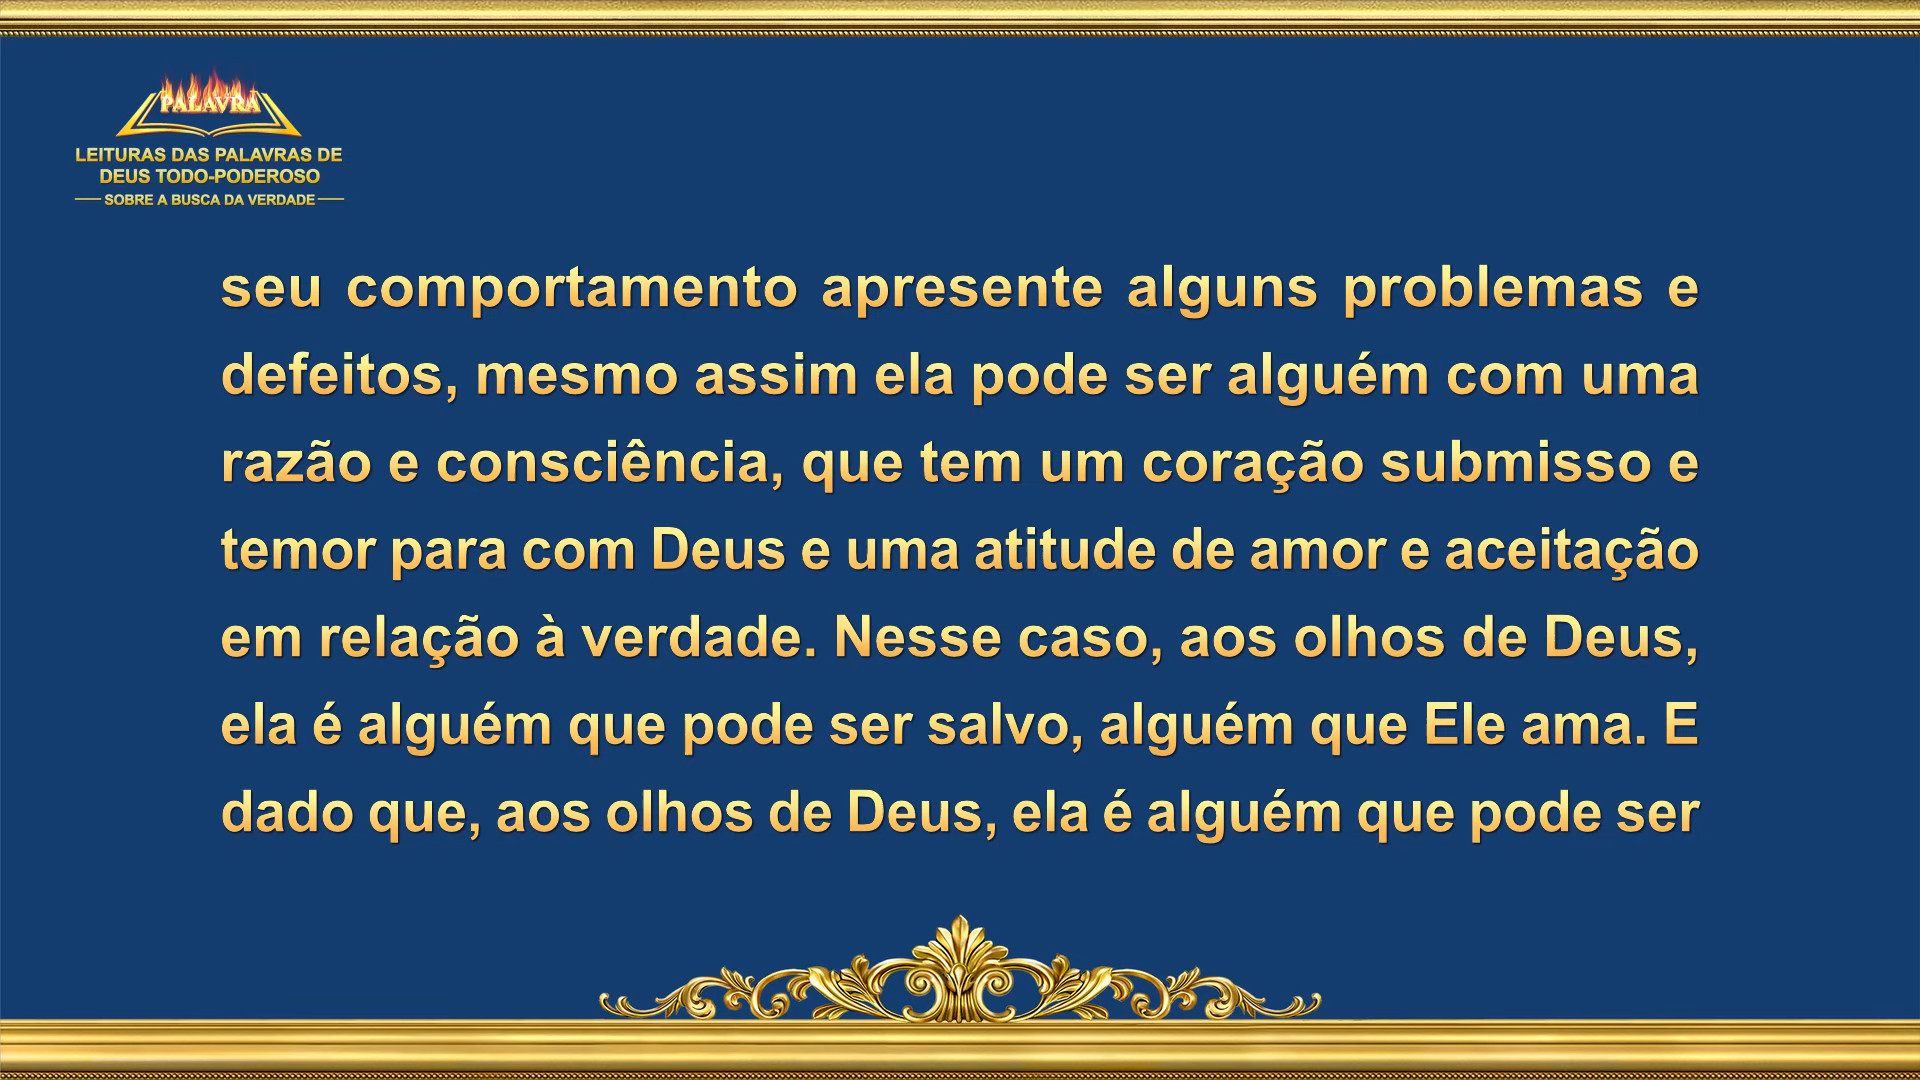 PALAVRA
LEITURAS DAS PALAVRAS DE
DEUS TODO-PODEROSO
SOBRE A BUSCA DA VERDADE
seu comportamento apresente alguns problemas e
defeitos, mesmo assim ela pode ser alguém com uma
razão e consciência, que tem um coração submisso e
temor para com Deus e uma atitude de amor e aceitação
em relação à verdade. Nesse caso, aos olhos de Deus,
ela é alguém que pode ser salvo, alguém que Ele ama. E
dado que, aos olhos de Deus, ela é alguém que pode ser